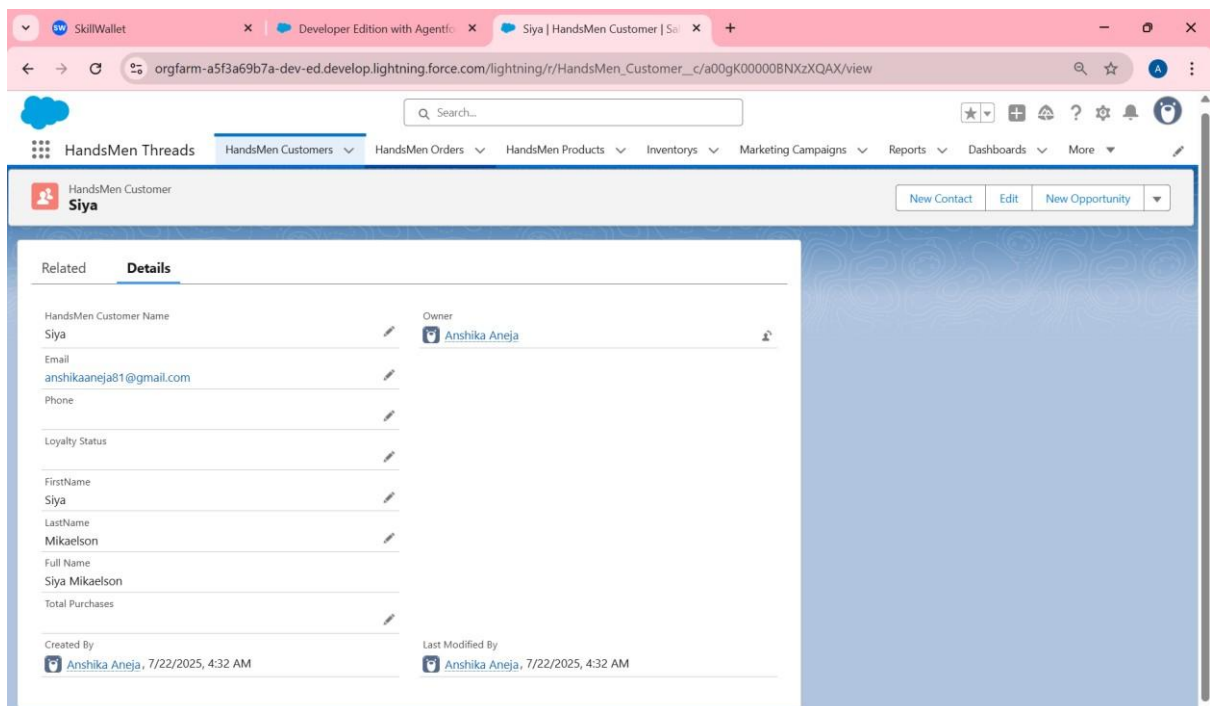 SW SkillWallet
Developer Edition with Agentfo
Siya | HandsMen Customer | Sal
orgfarm-a5f3a69b7a-dev-ed.develop.lightning.force.com/lightning/r/HandsMen_Customer__c/a00gK00000BNXzXQAX/view
A
Search...
HandsMen Threads
HandsMen Customers
HandsMen Orders
HandsMen Products
Inventorys
Marketing Campaigns
Reports
Dashboards
More
HandsMen Customer
Siya
New Contact
Edit
New Opportunity
Related
Details
HandsMen Customer Name
Siya
Owner
Anshika Aneja
Email
anshikaaneja81@gmail.com
Phone
Loyalty Status
FirstName
Siya
LastName
Mikaelson
Full Name
Siya Mikaelson
Total Purchases
Created By
Anshika Aneja, 7/22/2025, 4:32 AM
Last Modified By
Anshika Aneja, 7/22/2025, 4:32 AM